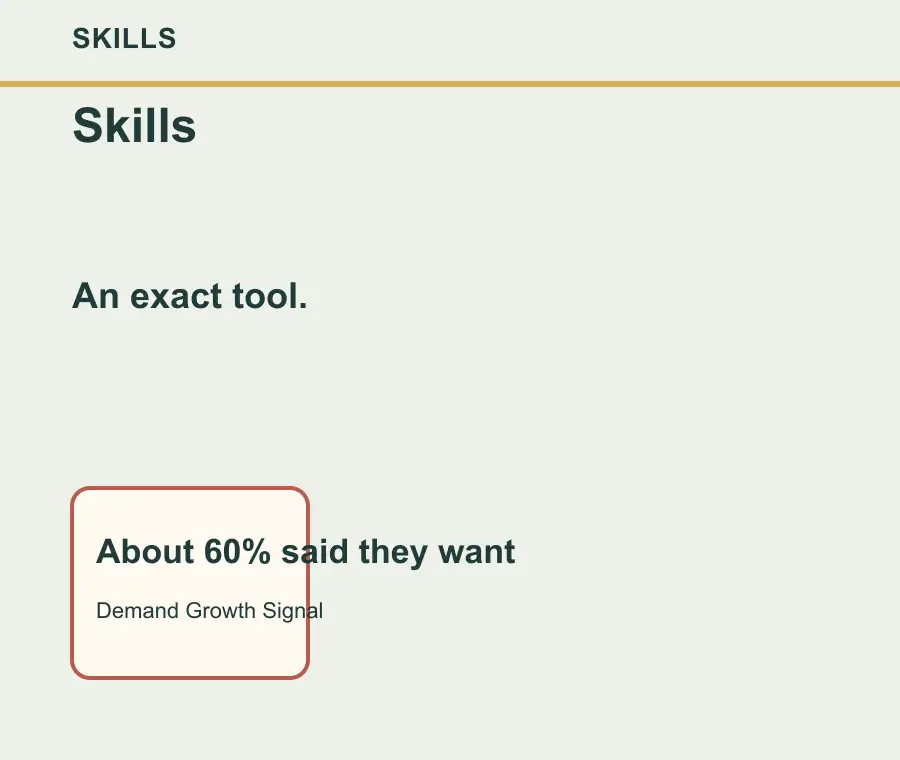 SKILLS
Skills
An exact tool.
About 60% said they want
Demand Growth Signal